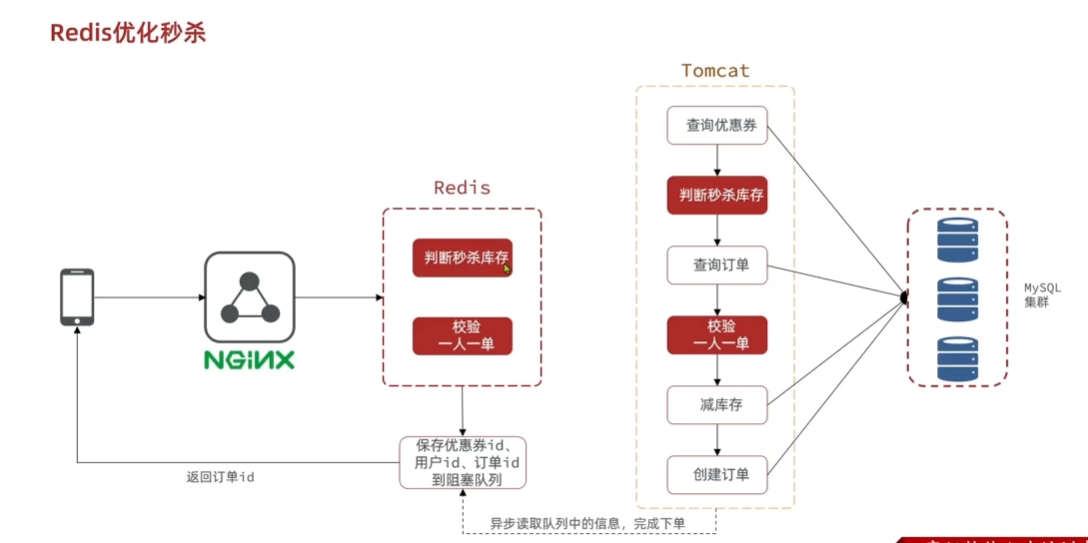 Redis优化秒杀
Tomcat
查询优惠券
Redis
判断秒杀库存
判断秒杀库存
查询订单
MySQL
集群
校验
一人一单
校验
一人一单
NGINX
减库存
保存优惠券id、
用户id、订单id
到阻塞队列
返回订单id
创建订单
异步读取队列中的信息，完成下单